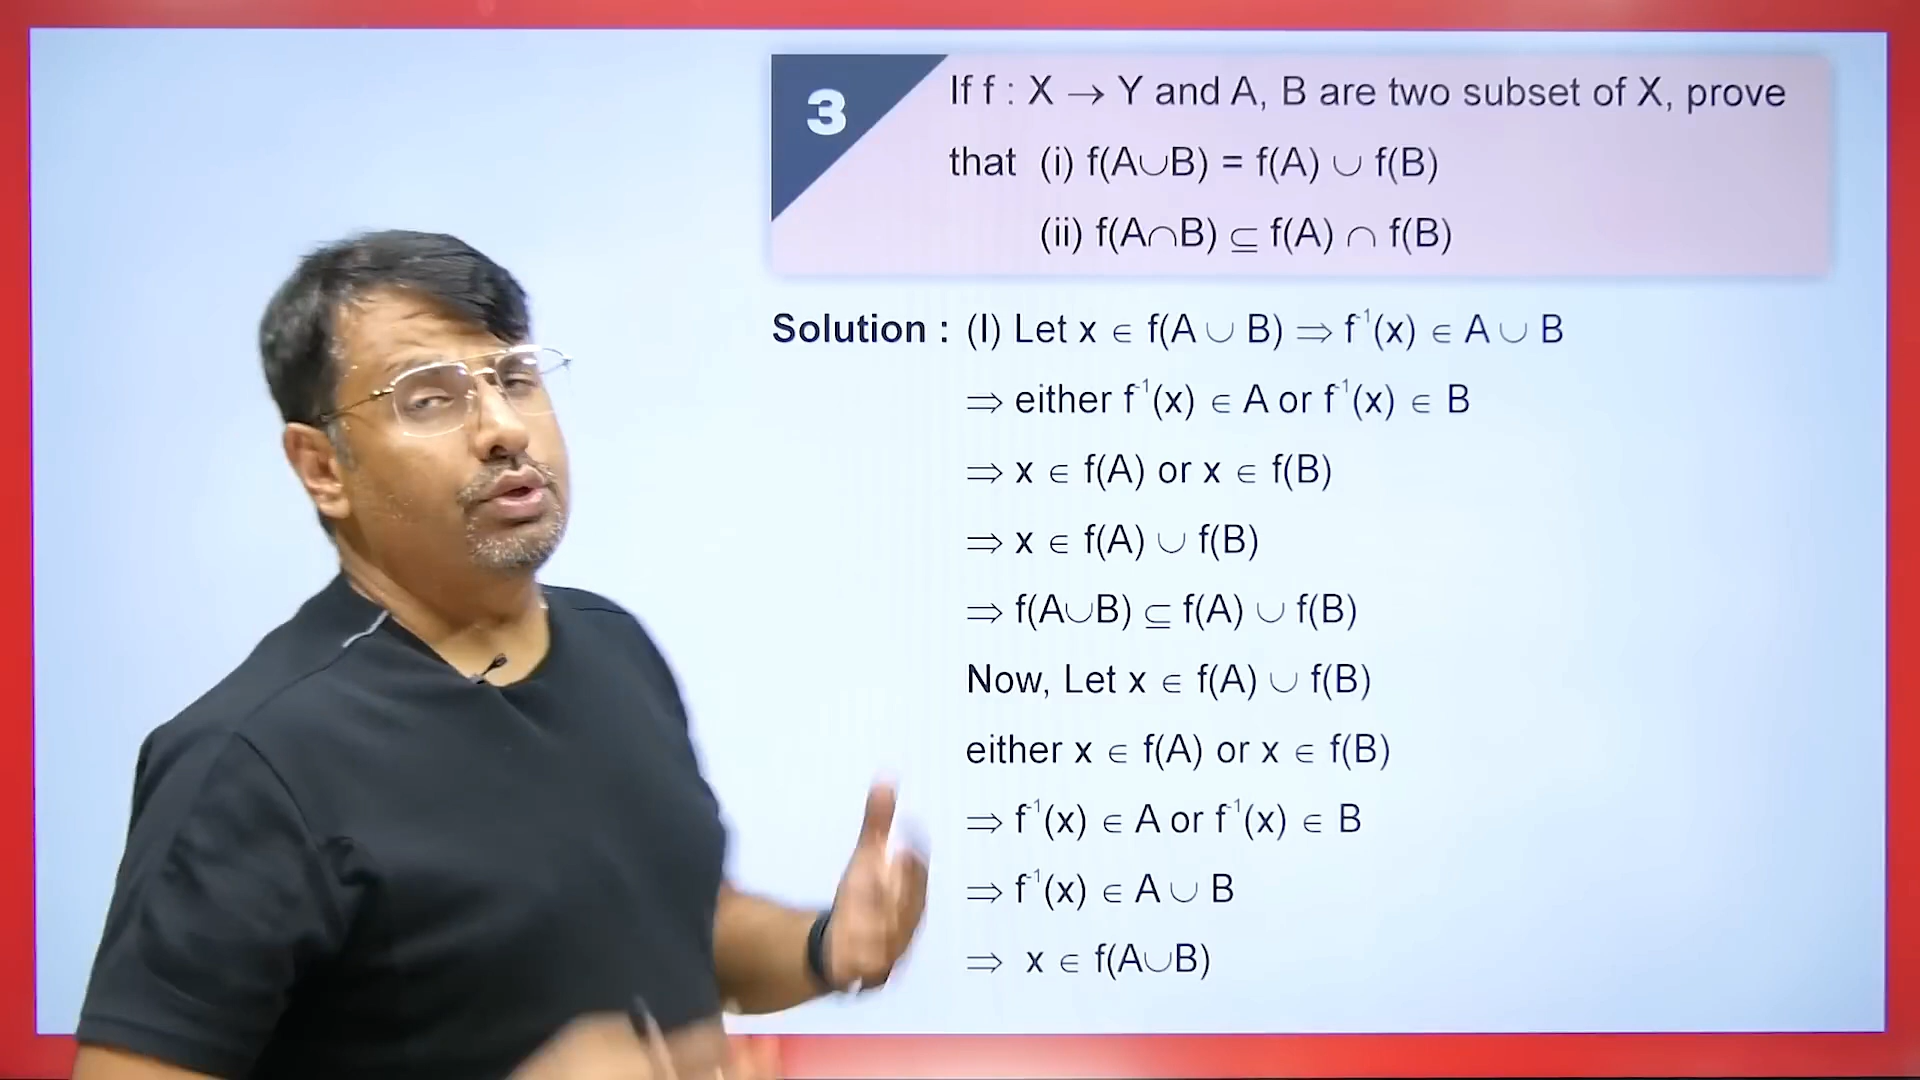 3
If f : X → Y and A, B are two subset of X, prove
that (i) f(A∪B) = f(A) ∪ f(B)
(ii) f(A∩B) ⊆ f(A) ∩ f(B)
Solution : (I) Let x ∈ f(A ∪ B) ⇒ f⁻¹(x) ∈ A ∪ B
⇒ either f⁻¹(x) ∈ A or f⁻¹(x) ∈ B
⇒ x ∈ f(A) or x ∈ f(B)
⇒ x ∈ f(A) ∪ f(B)
⇒ f(A∪B) ⊆ f(A) ∪ f(B)
Now, Let x ∈ f(A) ∪ f(B)
either x ∈ f(A) or x ∈ f(B)
⇒ f⁻¹(x) ∈ A or f⁻¹(x) ∈ B
⇒ f⁻¹(x) ∈ A ∪ B
⇒ x ∈ f(A∪B)